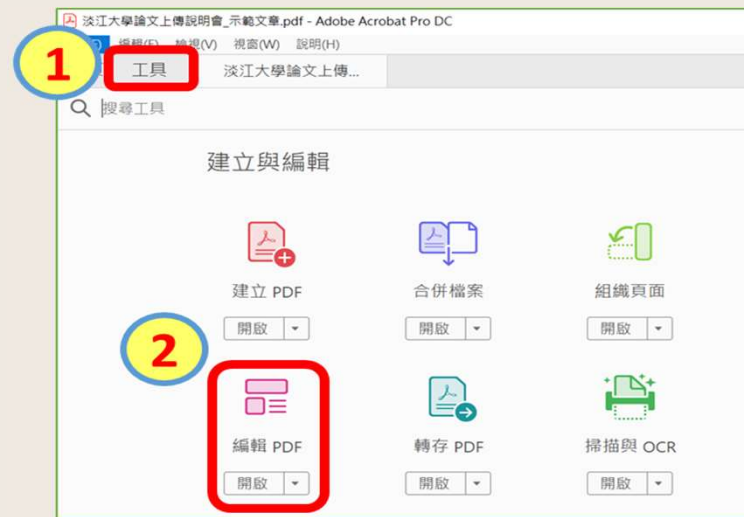 淡江大學論文上傳說明會_示範文章.pdf - Adobe Acrobat Pro DC
編輯(E) 檢視(V) 視窗(W) 說明(H)
1
工具 淡江大學論文上傳...
搜尋工具
建立與編輯
建立 PDF 合併檔案 組織頁面
開啟 開啟 開啟
2
編輯 PDF 轉存 PDF 掃描與 OCR
開啟 開啟 開啟